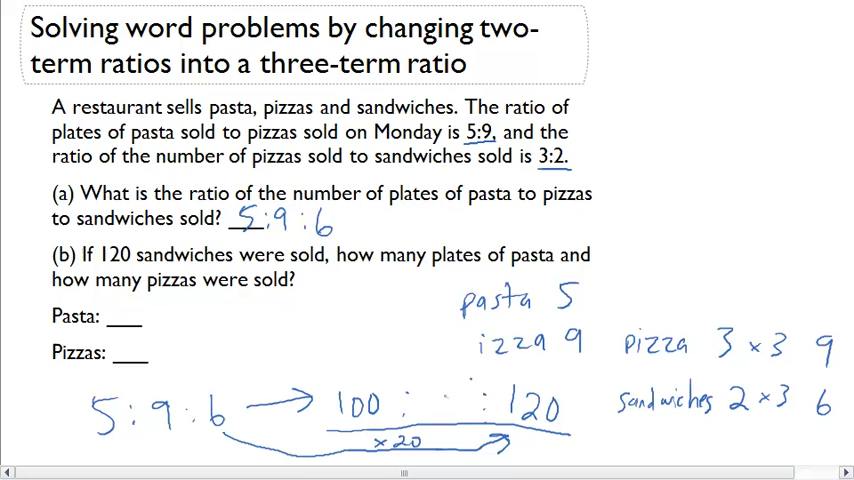 Solving word problems by changing two-
term ratios into a three-term ratio
A restaurant sells pasta, pizzas and sandwiches. The ratio of
plates of pasta sold to pizzas sold on Monday is 5:9, and the
ratio of the number of pizzas sold to sandwiches sold is 3:2.
(a) What is the ratio of the number of plates of pasta to pizzas
to sandwiches sold? ___ 5:9:6
(b) If 120 sandwiches were sold, how many plates of pasta and
how many pizzas were sold?
pasta 5
Pasta: ___
izza 9 pizza 3 × 3 9
Pizzas: ___
5:9:6 → 100 : : 120 sandwiches 2 × 3 6
× 20